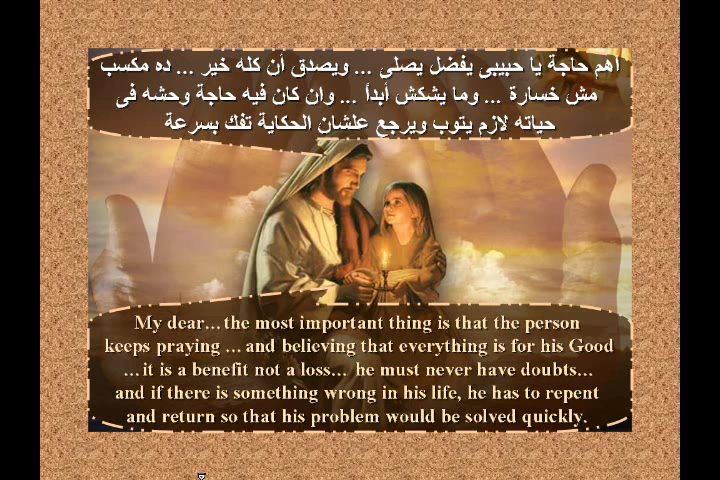 أهم حاجة يا حبيبى يفضل يصلى ... ويصدق أن كله خير ... ده مكسب
مش خسارة ... وما يشكش أبداً ... وان كان فيه حاجة وحشه فى
حياته لازم يتوب ويرجع علشان الحكاية تفك بسرعة
My dear...the most important thing is that the person
keeps praying ...and believing that everything is for his Good
...it is a benefit not a loss... he must never have doubts...
and if there is something wrong in his life, he has to repent
and return so that his problem would be solved quickly.